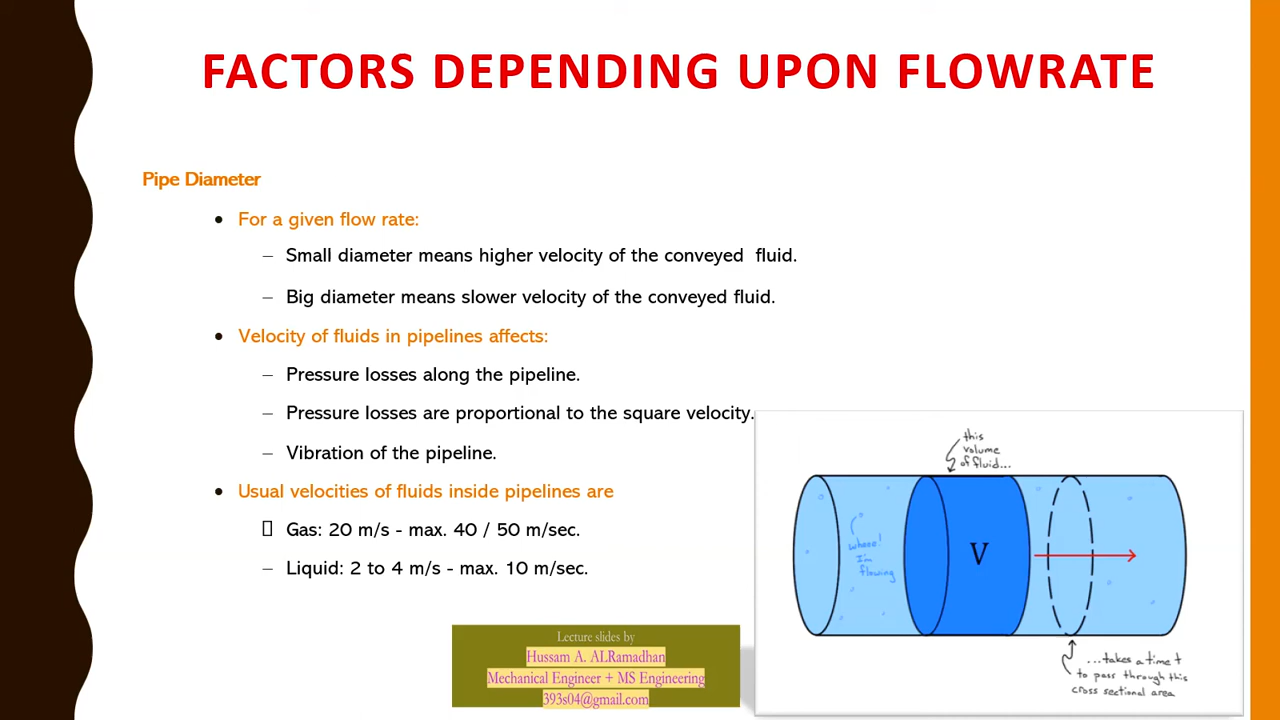 FACTORS DEPENDING UPON FLOWRATE
Pipe Diameter
• For a given flow rate:
– Small diameter means higher velocity of the conveyed fluid.
– Big diameter means slower velocity of the conveyed fluid.
• Velocity of fluids in pipelines affects:
– Pressure losses along the pipeline.
– Pressure losses are proportional to the square velocity.
– Vibration of the pipeline.
• Usual velocities of fluids inside pipelines are
▯ Gas: 20 m/s - max. 40 / 50 m/sec.
– Liquid: 2 to 4 m/s - max. 10 m/sec.
this
volume
of fluid...
whee!
I'm
flowing
V
...takes a time t
to pass through this
cross sectional area
Lecture slides by
Hussam A. ALRamadhan
Mechanical Engineer + MS Engineering
393s04@gmail.com